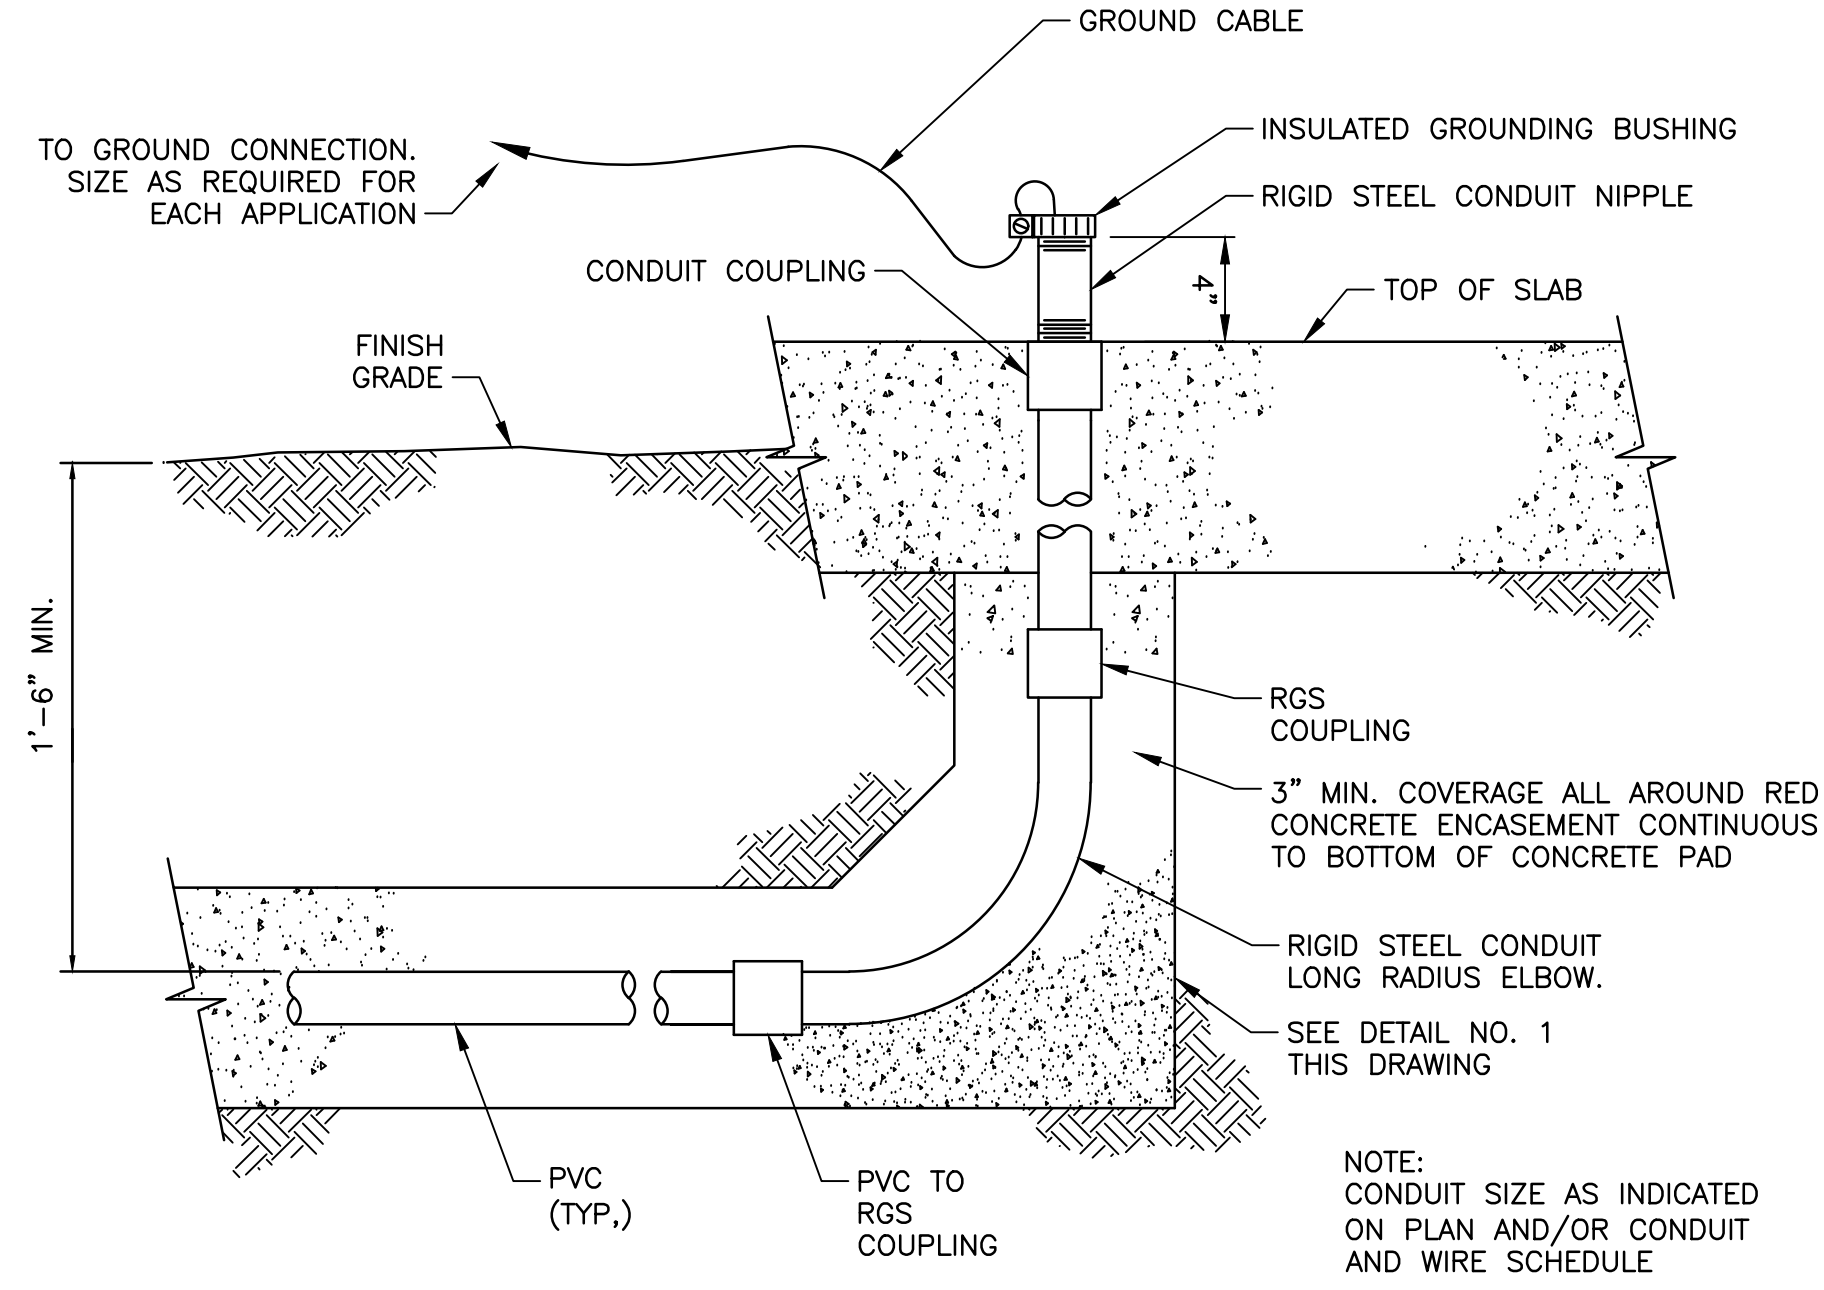 GROUND CABLE
INSULATED GROUNDING BUSHING
TO GROUND CONNECTION.
SIZE AS REQUIRED FOR
EACH APPLICATION
RIGID STEEL CONDUIT NIPPLE
CONDUIT COUPLING
4"
TOP OF SLAB
FINISH
GRADE
1'-6" MIN.
RGS
COUPLING
3" MIN. COVERAGE ALL AROUND RED
CONCRETE ENCASEMENT CONTINUOUS
TO BOTTOM OF CONCRETE PAD
RIGID STEEL CONDUIT
LONG RADIUS ELBOW.
SEE DETAIL NO. 1
THIS DRAWING
PVC
(TYP,)
PVC TO
RGS
COUPLING
NOTE:
CONDUIT SIZE AS INDICATED
ON PLAN AND/OR CONDUIT
AND WIRE SCHEDULE